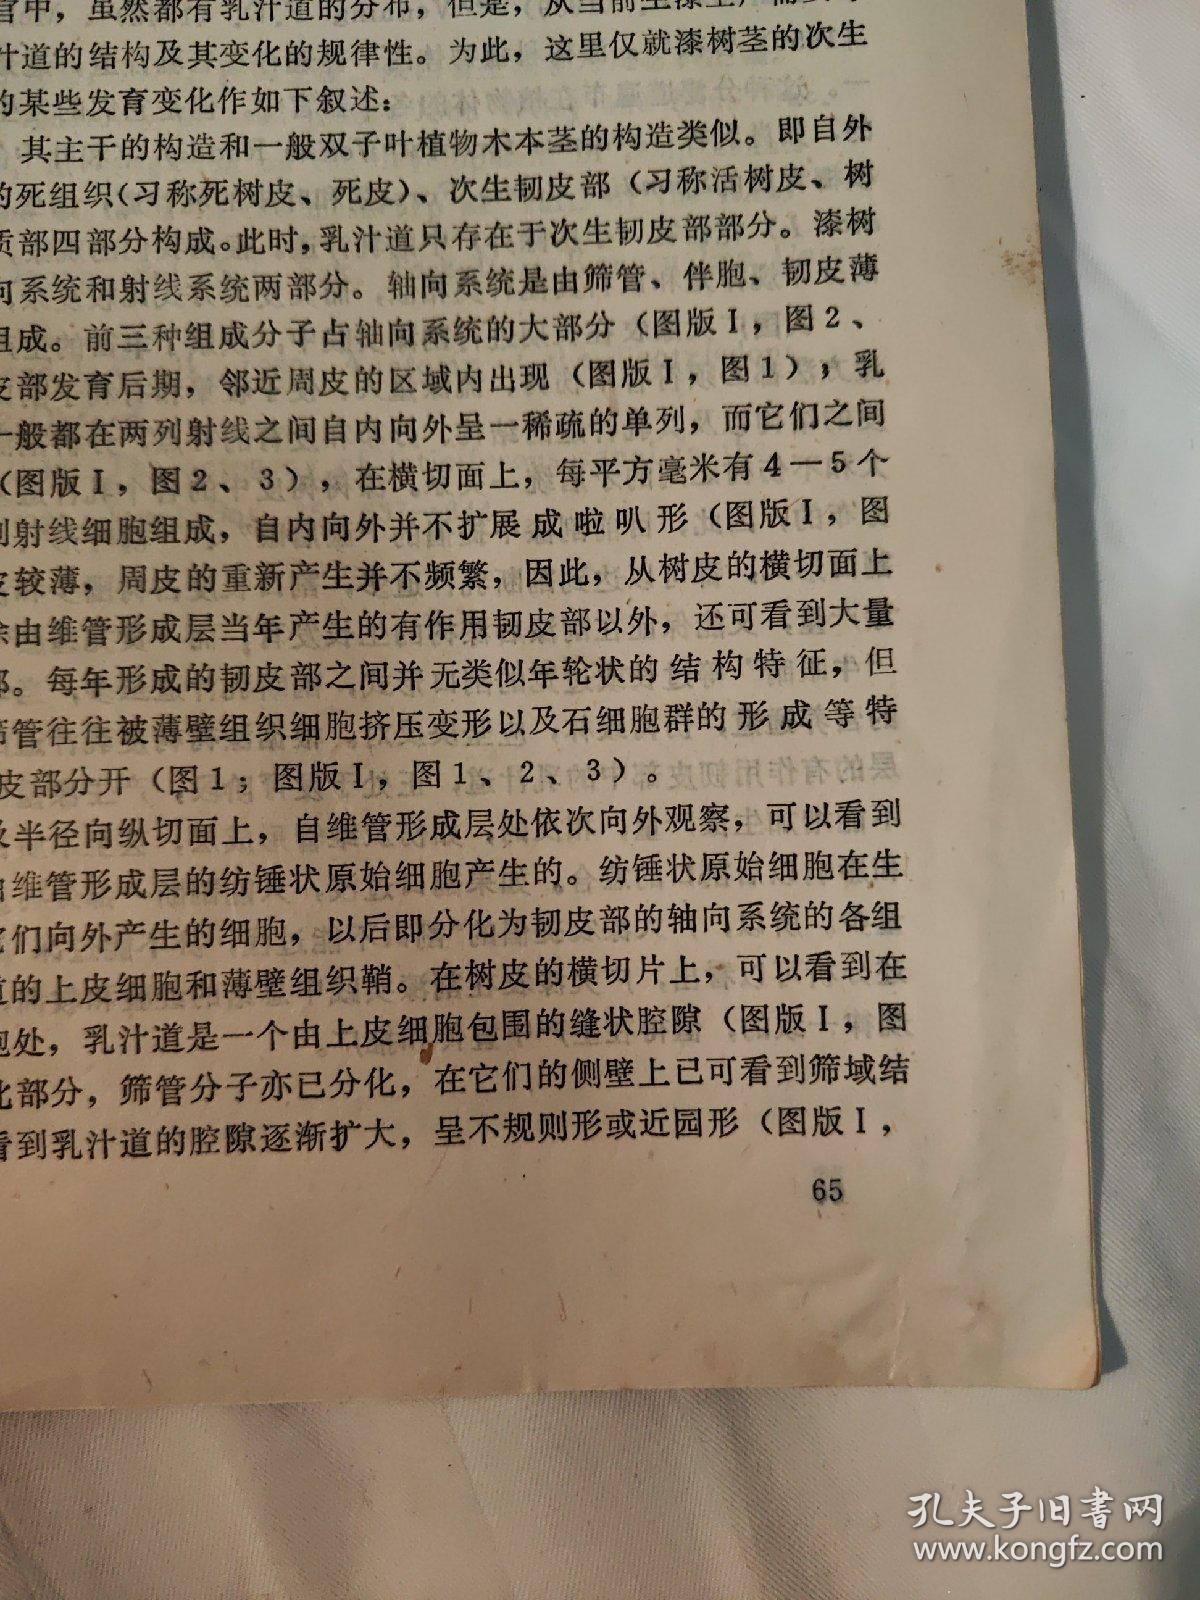 官中，虽然都有乳汁道的分布，但是，从当前生漆生产
汁道的结构及其变化的规律性。为此，这里仅就漆树茎的次生
的某些发育变化作如下叙述：
其主干的构造和一般双子叶植物木本茎的构造类似。即自外
的死组织（习称死树皮、死皮）、次生韧皮部（习称活树皮、树
质部四部分构成。此时，乳汁道只存在于次生韧皮部部分。漆树
向系统和射线系统两部分。轴向系统是由筛管、伴胞、韧皮薄
组成。前三种组成分子占轴向系统的大部分（图版Ⅰ，图2、
皮部发育后期，邻近周皮的区域内出现（图版Ⅰ，图1），乳
一般都在两列射线之间自内向外呈一稀疏的单列，而它们之间
（图版Ⅰ，图2、3），在横切面上，每平方毫米有4—5个
列射线细胞组成，自内向外并不扩展成啦叭形（图版Ⅰ，图
皮较薄，周皮的重新产生并不频繁，因此，从树皮的横切面上
除由维管形成层当年产生的有作用韧皮部以外，还可看到大量
部。每年形成的韧皮部之间并无类似年轮状的结构特征，但
筛管往往被薄壁组织细胞挤压变形以及石细胞群的形成等特
皮部分开（图1；图版Ⅰ，图1、2、3）。
及半径向纵切面上，自维管形成层处依次向外观察，可以看到
由维管形成层的纺锤状原始细胞产生的。纺锤状原始细胞在生
它们向外产生的细胞，以后即分化为韧皮部的轴向系统的各组
道的上皮细胞和薄壁组织鞘。在树皮的横切片上，可以看到在
胞处，乳汁道是一个由上皮细胞包围的缝状腔隙（图版Ⅰ，图
此部分，筛管分子亦已分化，在它们的侧壁上已可看到筛域结
看到乳汁道的腔隙逐渐扩大，呈不规则形或近园形（图版Ⅰ，
65
孔夫子旧书网
www.kongfz.com